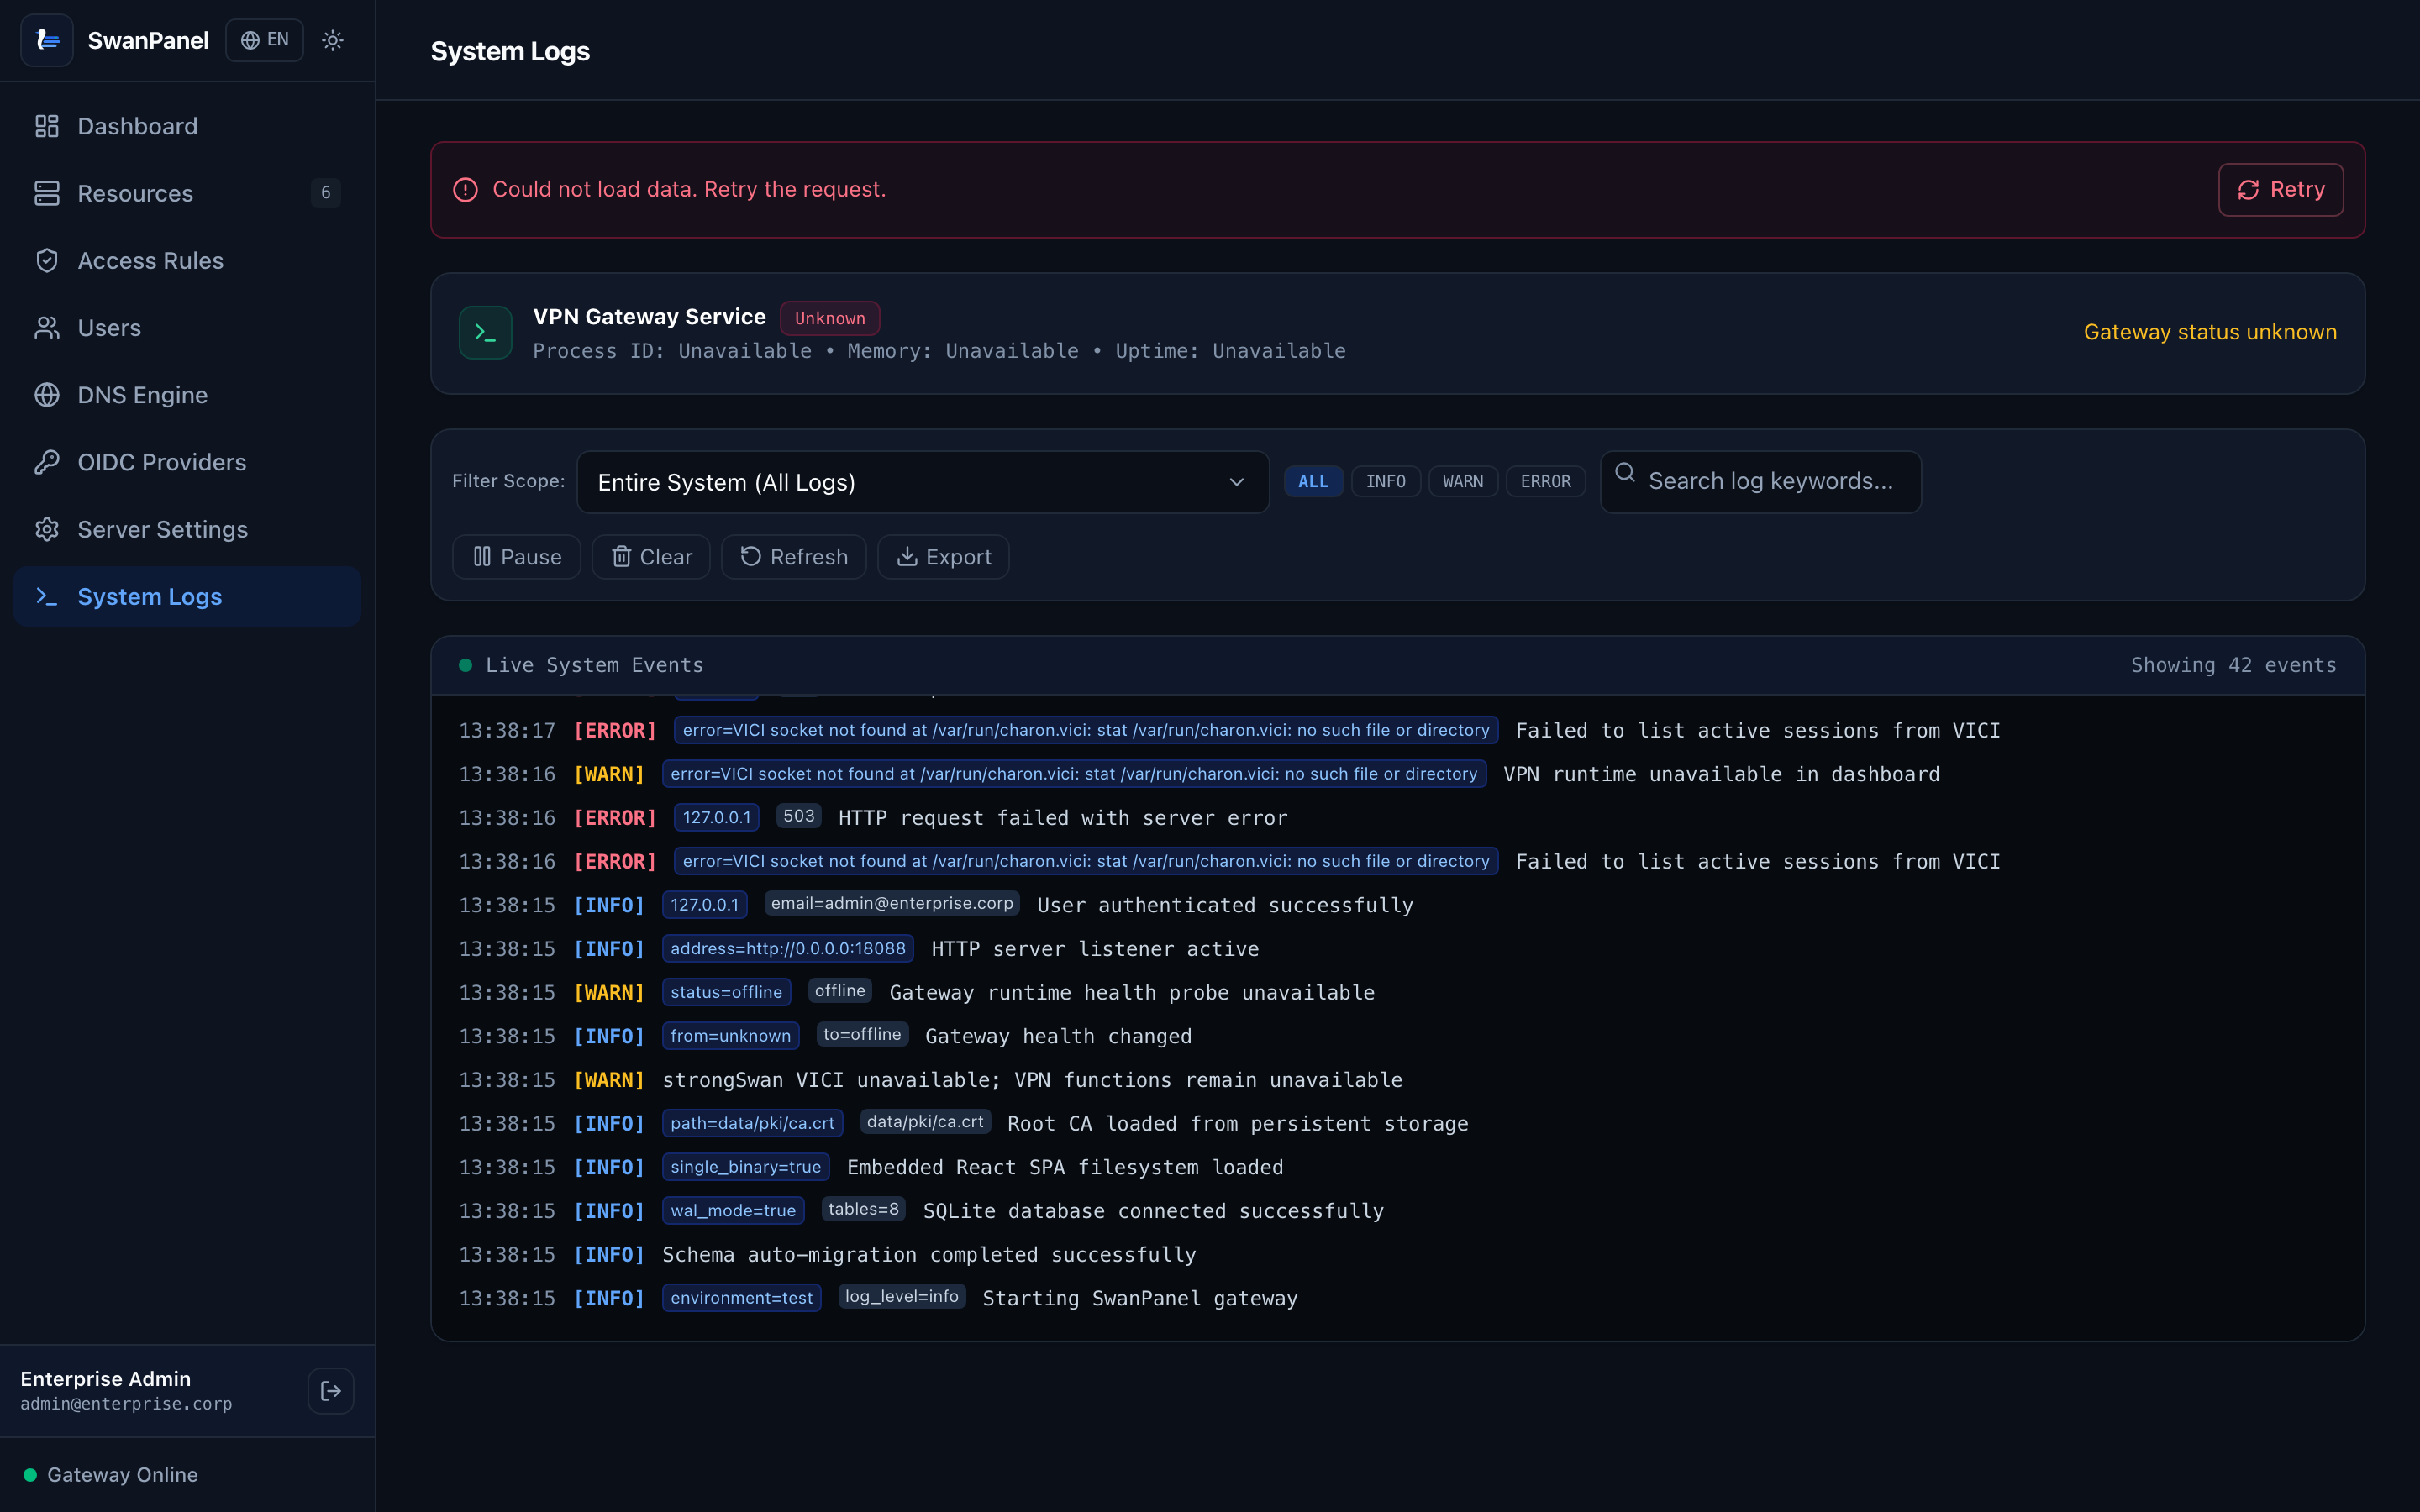 SwanPanel EN
Dashboard
Resources 6
Access Rules
Users
DNS Engine
OIDC Providers
Server Settings
System Logs
Enterprise Admin
admin@enterprise.corp
Gateway Online
System Logs
Could not load data. Retry the request. Retry
VPN Gateway Service Unknown
Process ID: Unavailable • Memory: Unavailable • Uptime: Unavailable
Gateway status unknown
Filter Scope: Entire System (All Logs) ALL INFO WARN ERROR Search log keywords...
Pause Clear Refresh Export
Live System Events Showing 42 events
13:38:17 [ERROR] error=VICI socket not found at /var/run/charon.vici: stat /var/run/charon.vici: no such file or directory Failed to list active sessions from VICI
13:38:16 [WARN] error=VICI socket not found at /var/run/charon.vici: stat /var/run/charon.vici: no such file or directory VPN runtime unavailable in dashboard
13:38:16 [ERROR] 127.0.0.1 503 HTTP request failed with server error
13:38:16 [ERROR] error=VICI socket not found at /var/run/charon.vici: stat /var/run/charon.vici: no such file or directory Failed to list active sessions from VICI
13:38:15 [INFO] 127.0.0.1 email=admin@enterprise.corp User authenticated successfully
13:38:15 [INFO] address=http://0.0.0.0:18088 HTTP server listener active
13:38:15 [WARN] status=offline offline Gateway runtime health probe unavailable
13:38:15 [INFO] from=unknown to=offline Gateway health changed
13:38:15 [WARN] strongSwan VICI unavailable; VPN functions remain unavailable
13:38:15 [INFO] path=data/pki/ca.crt data/pki/ca.crt Root CA loaded from persistent storage
13:38:15 [INFO] single_binary=true Embedded React SPA filesystem loaded
13:38:15 [INFO] wal_mode=true tables=8 SQLite database connected successfully
13:38:15 [INFO] Schema auto-migration completed successfully
13:38:15 [INFO] environment=test log_level=info Starting SwanPanel gateway